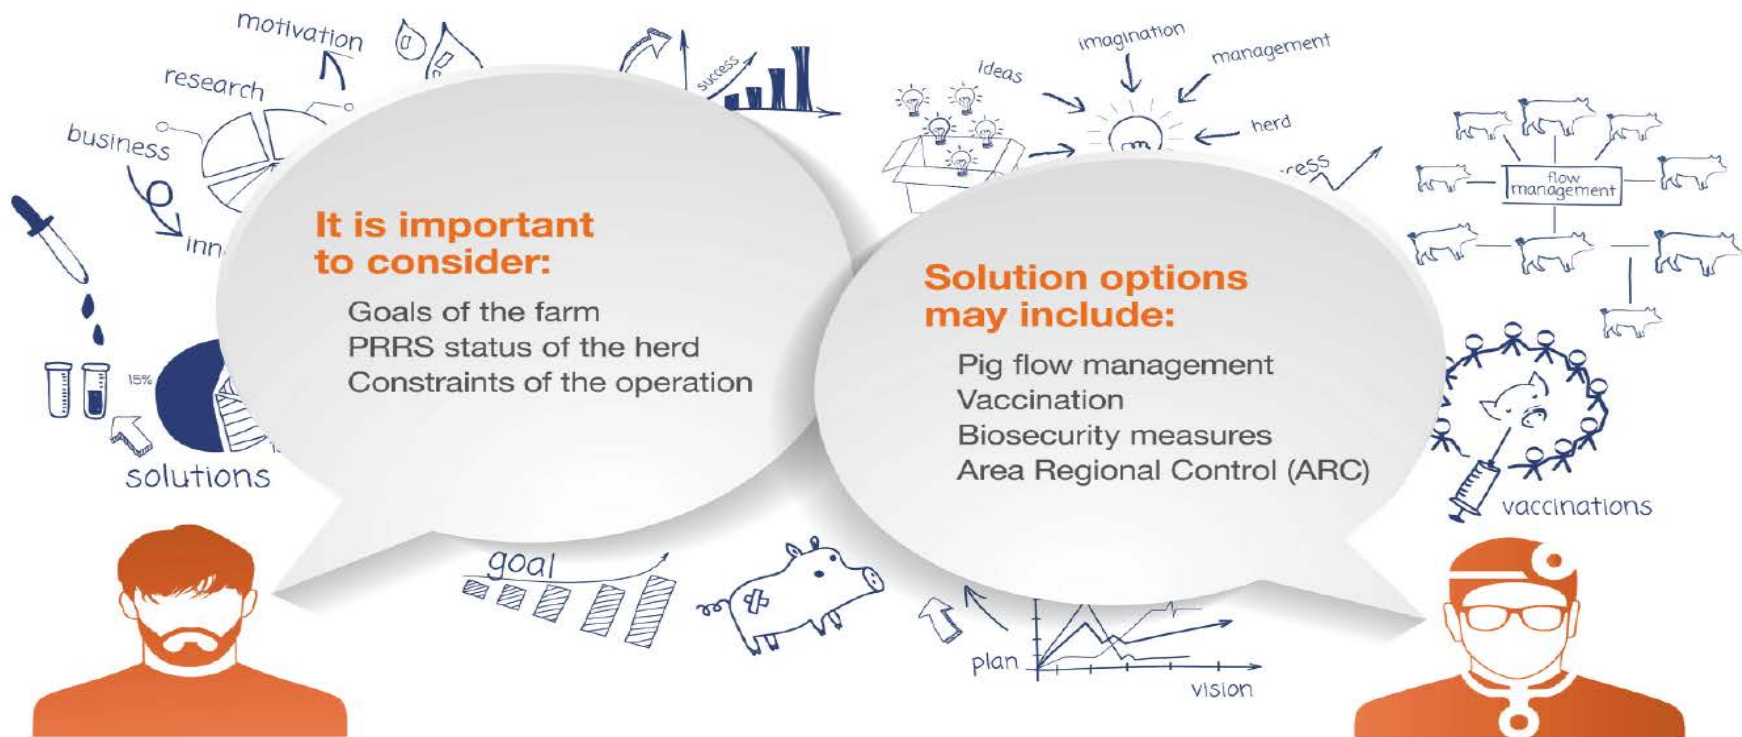 motivation
research
business
inn
success
ideas
imagination
management
herd
ress
flow
management
It is important
to consider:
Goals of the farm
PRRS status of the herd
Constraints of the operation
Solution options
may include:
Pig flow management
Vaccination
Biosecurity measures
Area Regional Control (ARC)
15%
solutions
vaccinations
goal
plan
vision